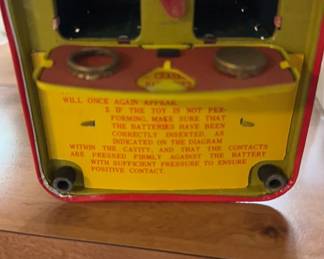 WILL ONCE AGAIN APPEAR.
2. IF THE TOY IS NOT PER-
FORMING, MAKE SURE THAT
THE BATTERIES HAVE BEEN
CORRECTLY INSERTED, AS
INDICATED ON THE DIAGRAM
WITHIN THE CAVITY, AND THAT THE CONTACTS
ARE PRESSED FIRMLY AGAINST THE BATTERY
WITH SUFFICIENT PRESSURE TO ENSURE
POSITIVE CONTACT.